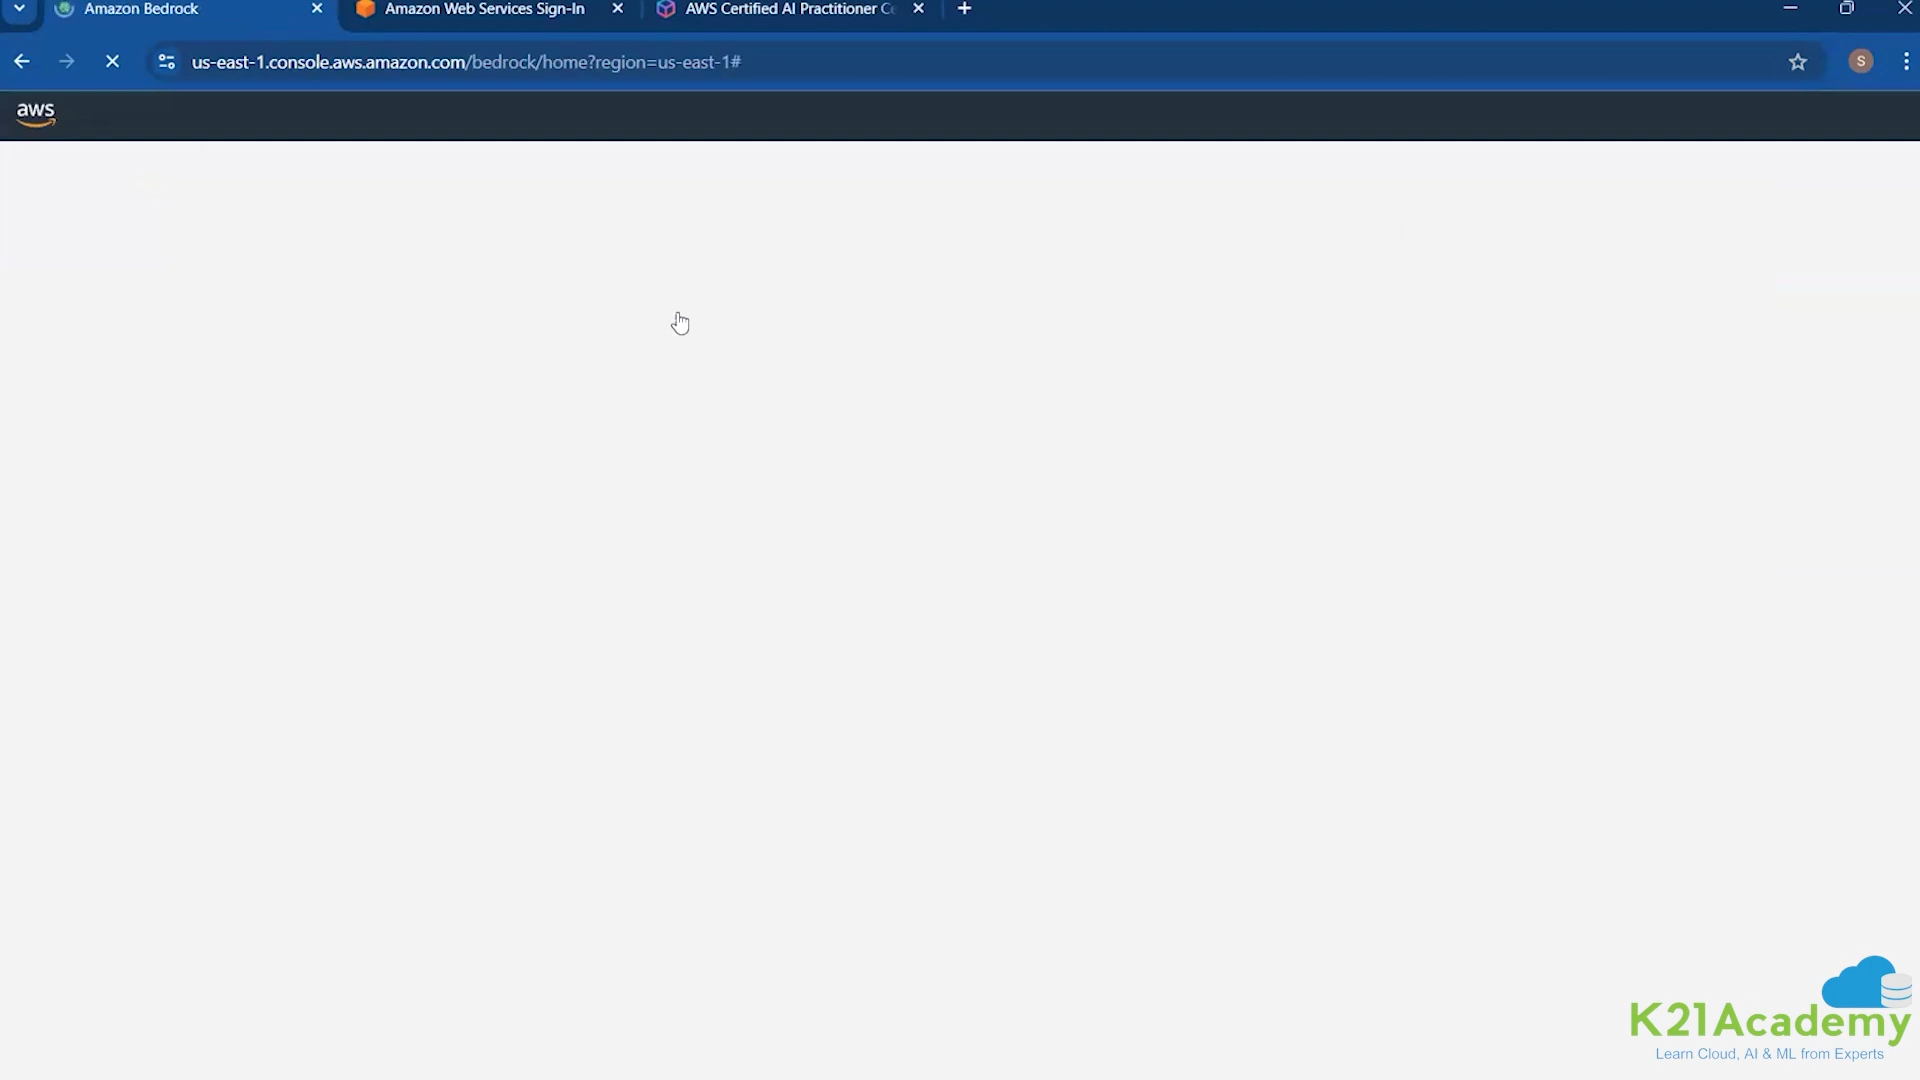 Amazon Bedrock
Amazon Web Services Sign-In
AWS Certified AI Practitioner
us-east-1.console.aws.amazon.com/bedrock/home?region=us-east-1#
S
aws
K21Academy
Learn Cloud, AI & ML from Experts